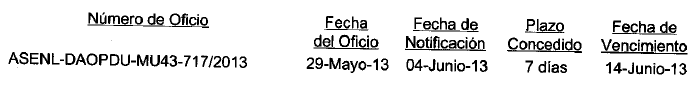 Número de Oficio Fecha del Oficio Fecha de Notificación Plazo Concedido Fecha de Vencimiento
ASENL-DAOPDU-MU43-717/2013 29-Mayo-13 04-Junio-13 7 días 14-Junio-13